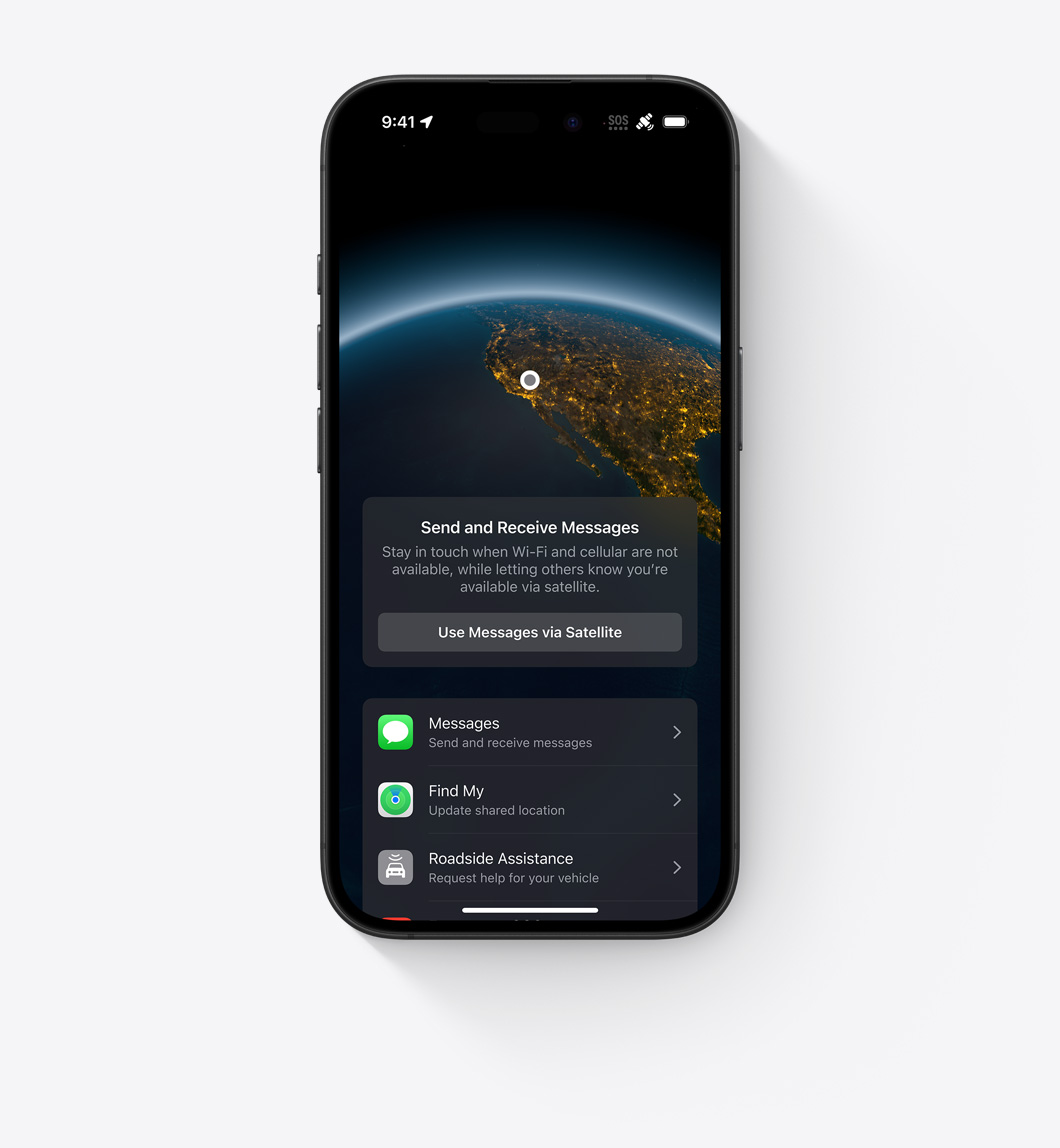 9:41
SOS
Send and Receive Messages
Stay in touch when Wi-Fi and cellular are not
available, while letting others know you’re
available via satellite.
Use Messages via Satellite
Messages
Send and receive messages
Find My
Update shared location
Roadside Assistance
Request help for your vehicle